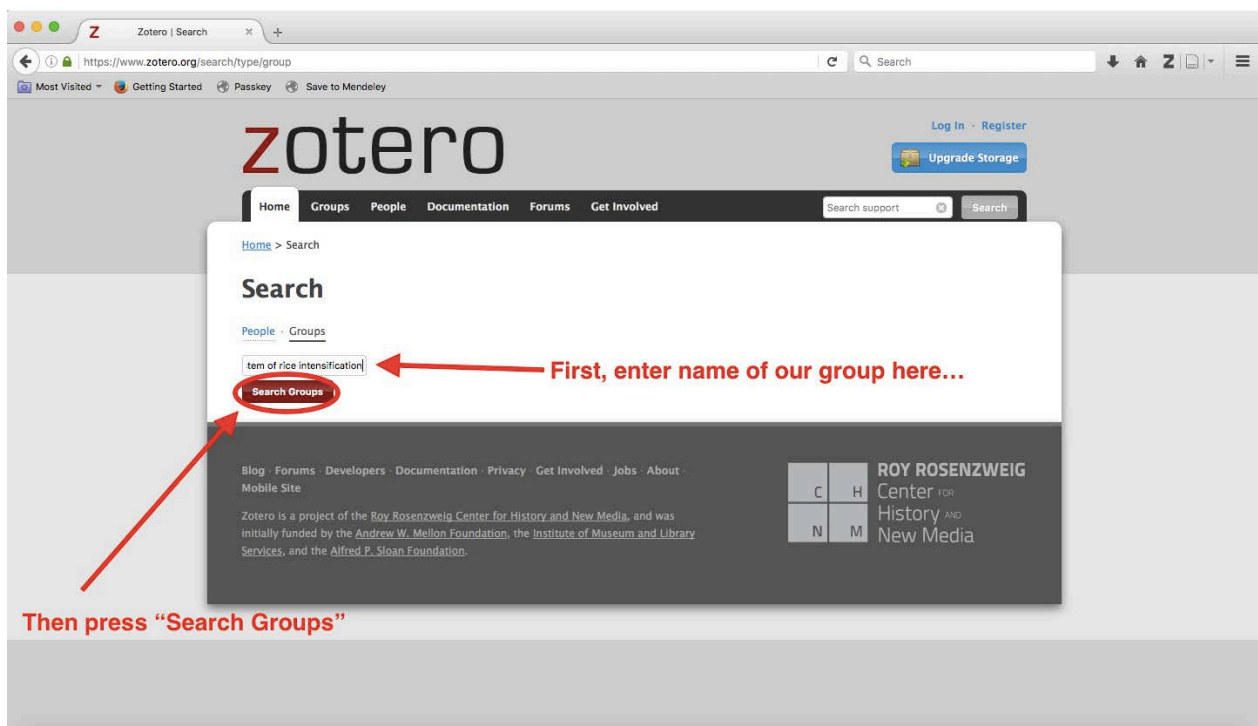 Z Zotero | Search
https://www.zotero.org/search/type/group
Search
Z
Most Visited Getting Started Passkey Save to Mendeley
zotero
Log In · Register
Upgrade Storage
Home Groups People Documentation Forums Get Involved
Search support
Search
Home > Search
Search
People · Groups
tem of rice intensification
First, enter name of our group here…
Search Groups
Blog · Forums · Developers · Documentation · Privacy · Get Involved · Jobs · About ·
Mobile Site
Zotero is a project of the Roy Rosenzweig Center for History and New Media, and was
initially funded by the Andrew W. Mellon Foundation, the Institute of Museum and Library
Services, and the Alfred P. Sloan Foundation.
C H
N M
ROY ROSENZWEIG
Center FOR
History AND
New Media
Then press “Search Groups”